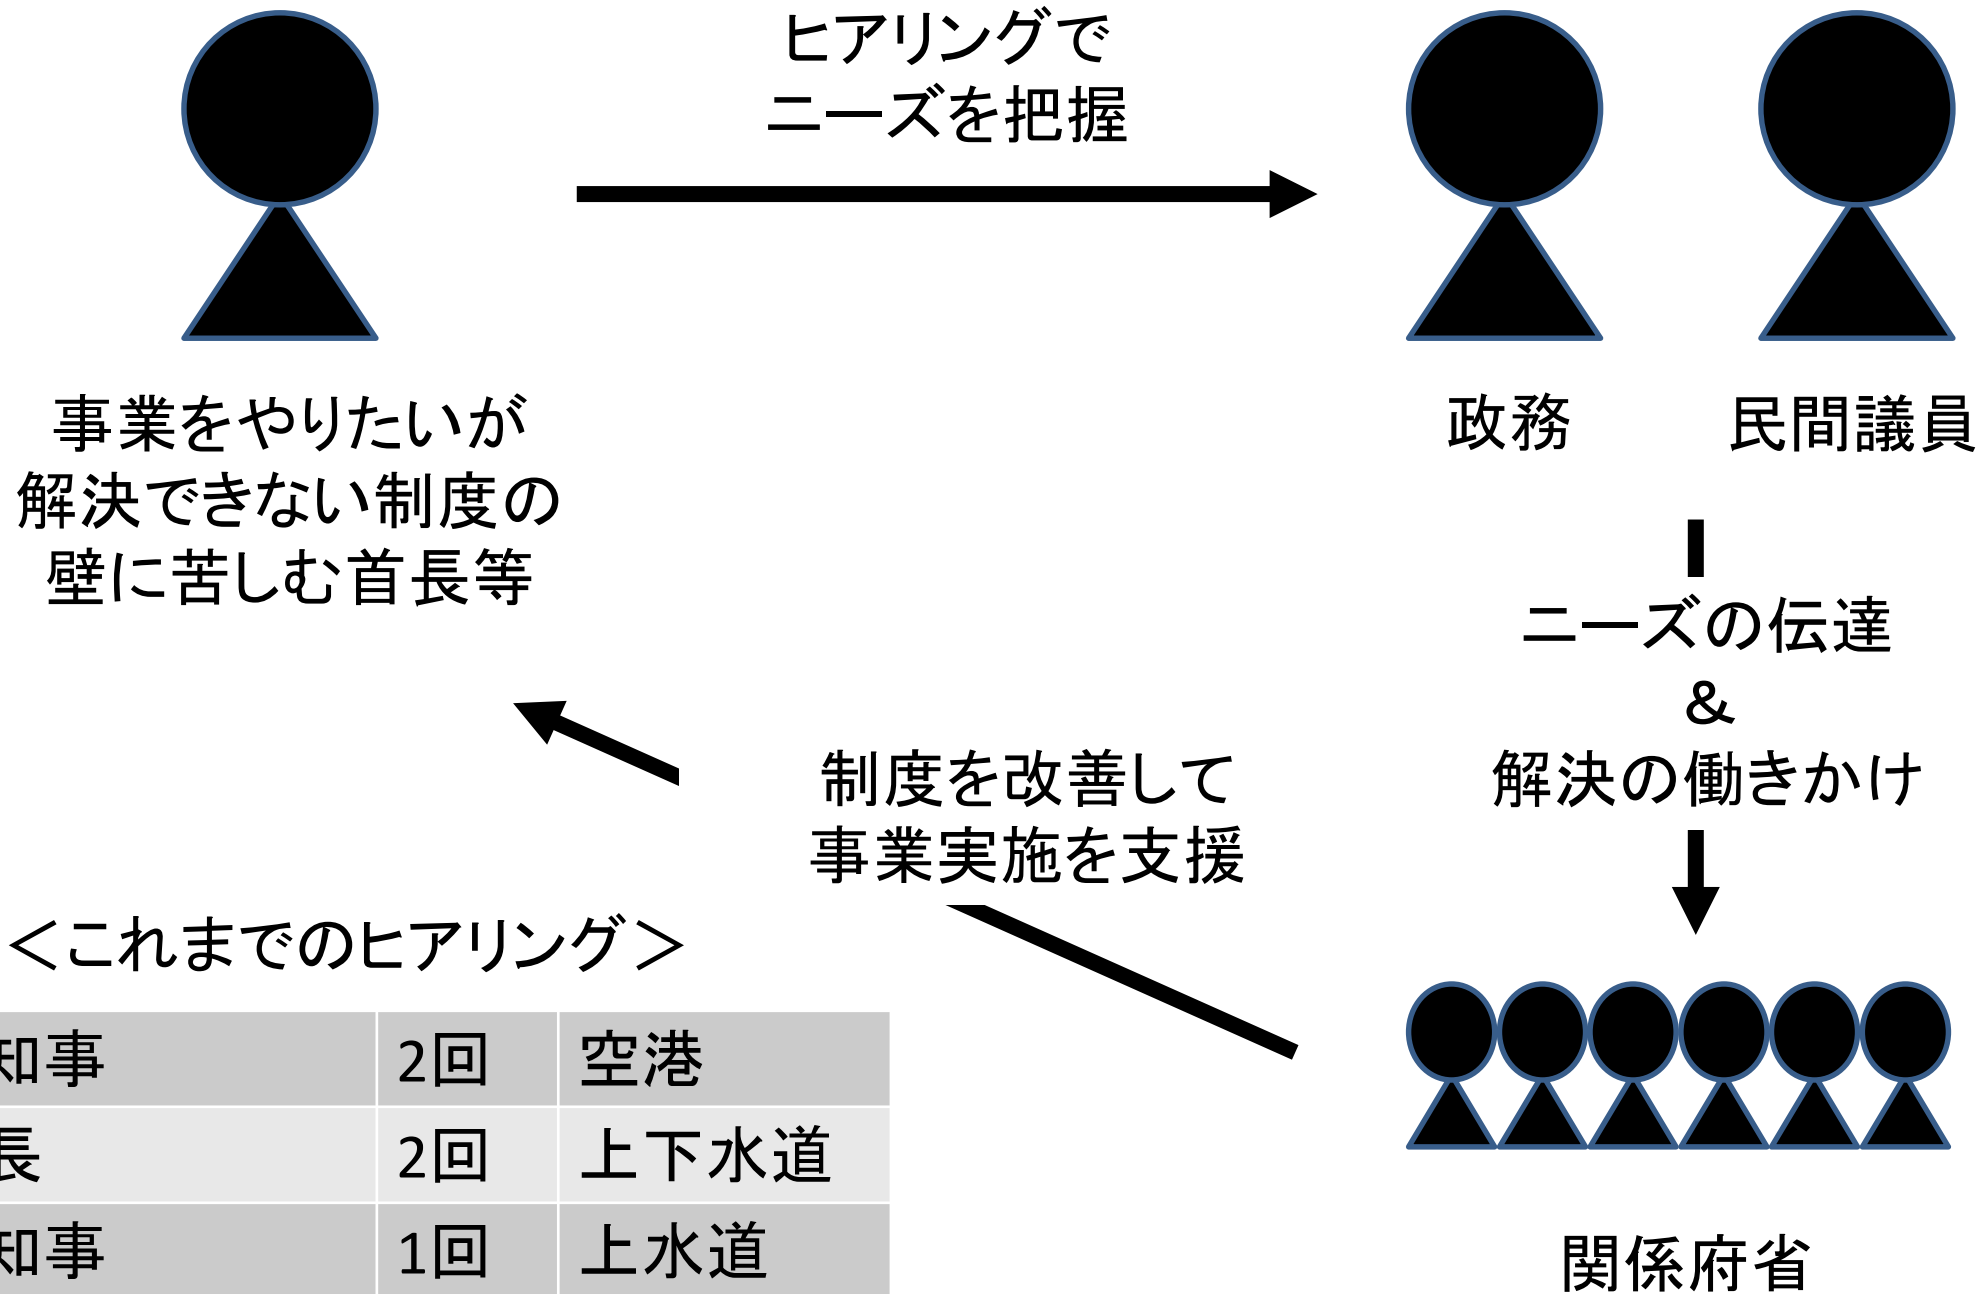 ヒアリングで
ニーズを把握
事業をやりたいが
解決できない制度の
壁に苦しむ首長等
政務
民間議員
ニーズの伝達
&
解決の働きかけ
制度を改善して
事業実施を支援
＜これまでのヒアリング＞
知事 2回 空港
長 2回 上下水道
知事 1回 上水道
関係府省